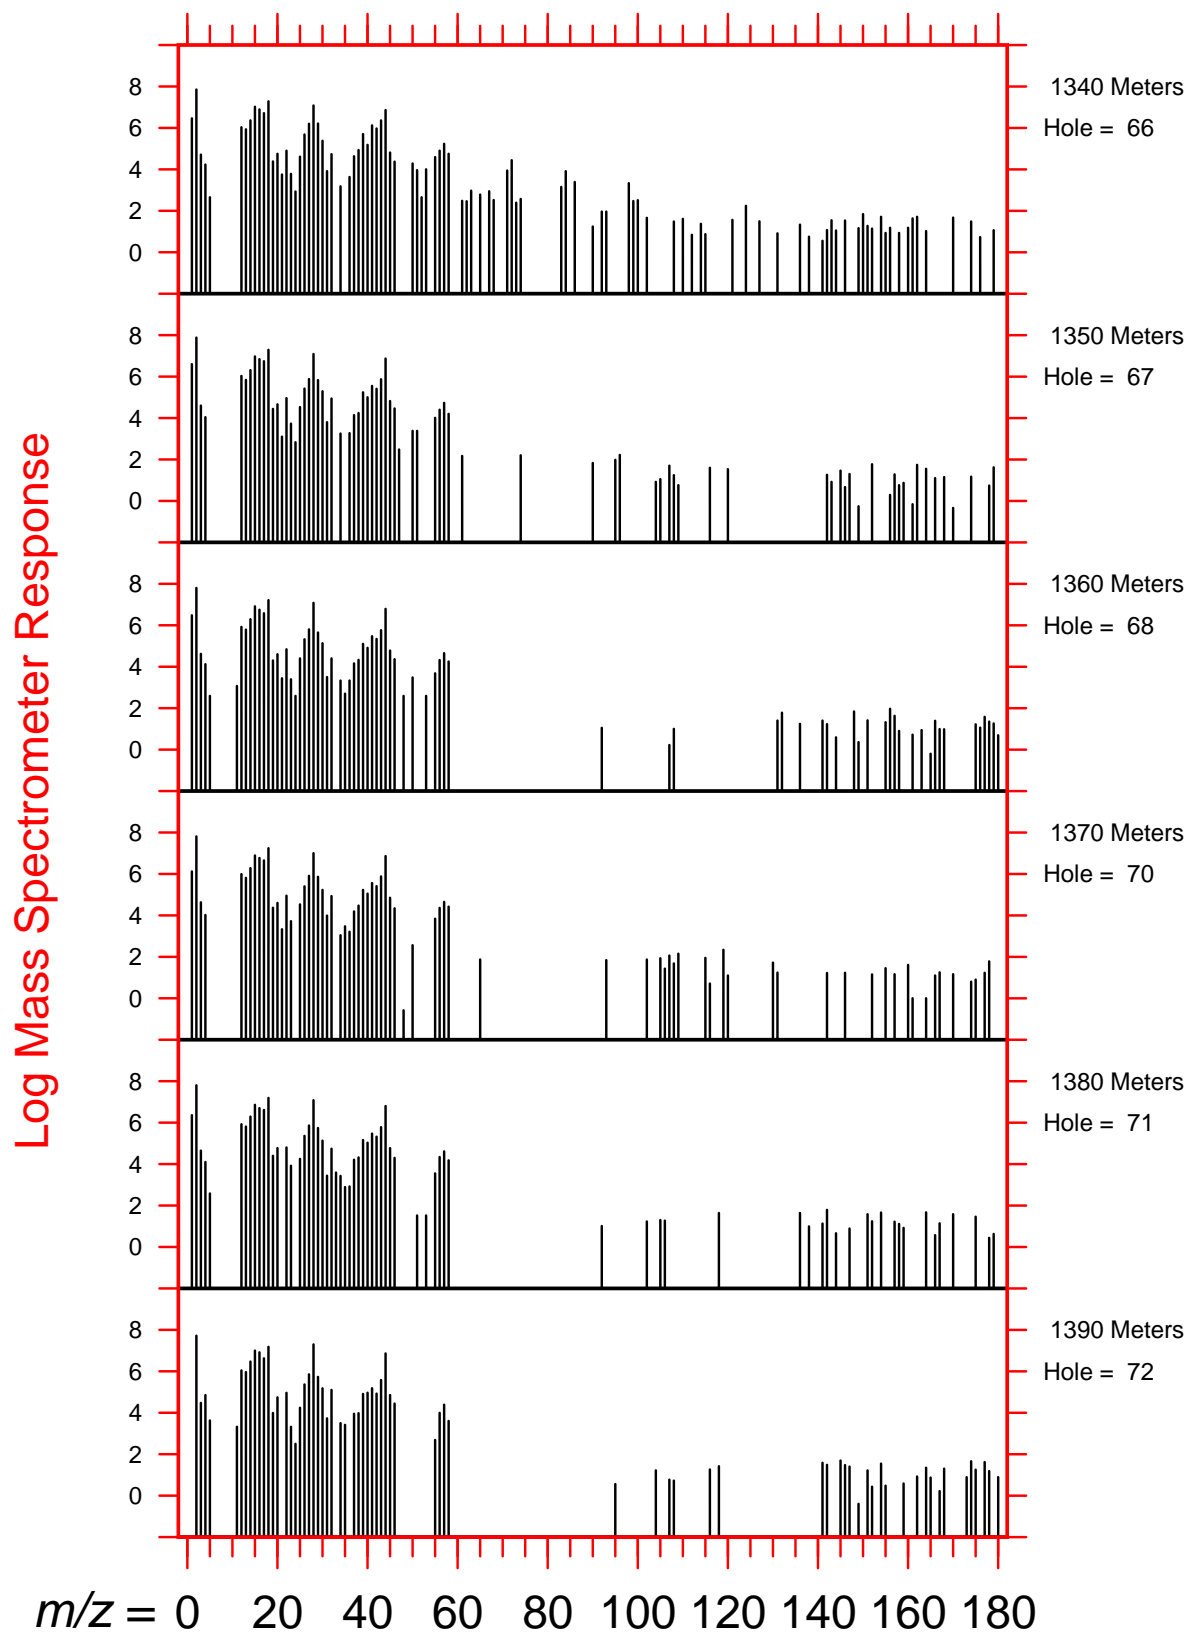 8
6
4
2
0
1340 Meters
Hole = 66
8
6
4
2
0
1350 Meters
Hole = 67
8
6
4
2
0
1360 Meters
Hole = 68
8
6
4
2
0
1370 Meters
Hole = 70
8
6
4
2
0
1380 Meters
Hole = 71
8
6
4
2
0
1390 Meters
Hole = 72
Log Mass Spectrometer Response
m/z = 0 20 40 60 80 100 120 140 160 180